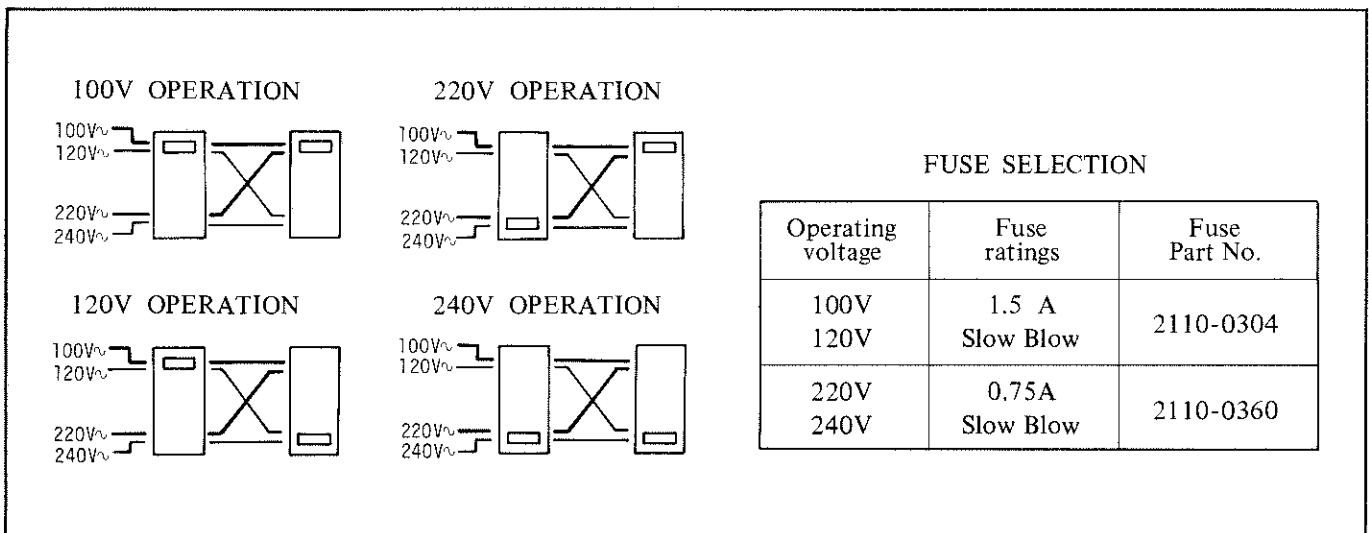 100V OPERATION
100V~
120V~
220V~
240V~
220V OPERATION
100V~
120V~
220V~
240V~
120V OPERATION
100V~
120V~
220V~
240V~
240V OPERATION
100V~
120V~
220V~
240V~
FUSE SELECTION
Operating voltage Fuse ratings Fuse Part No.
100V 1.5 A
120V Slow Blow 2110-0304
220V 0.75A
240V Slow Blow 2110-0360